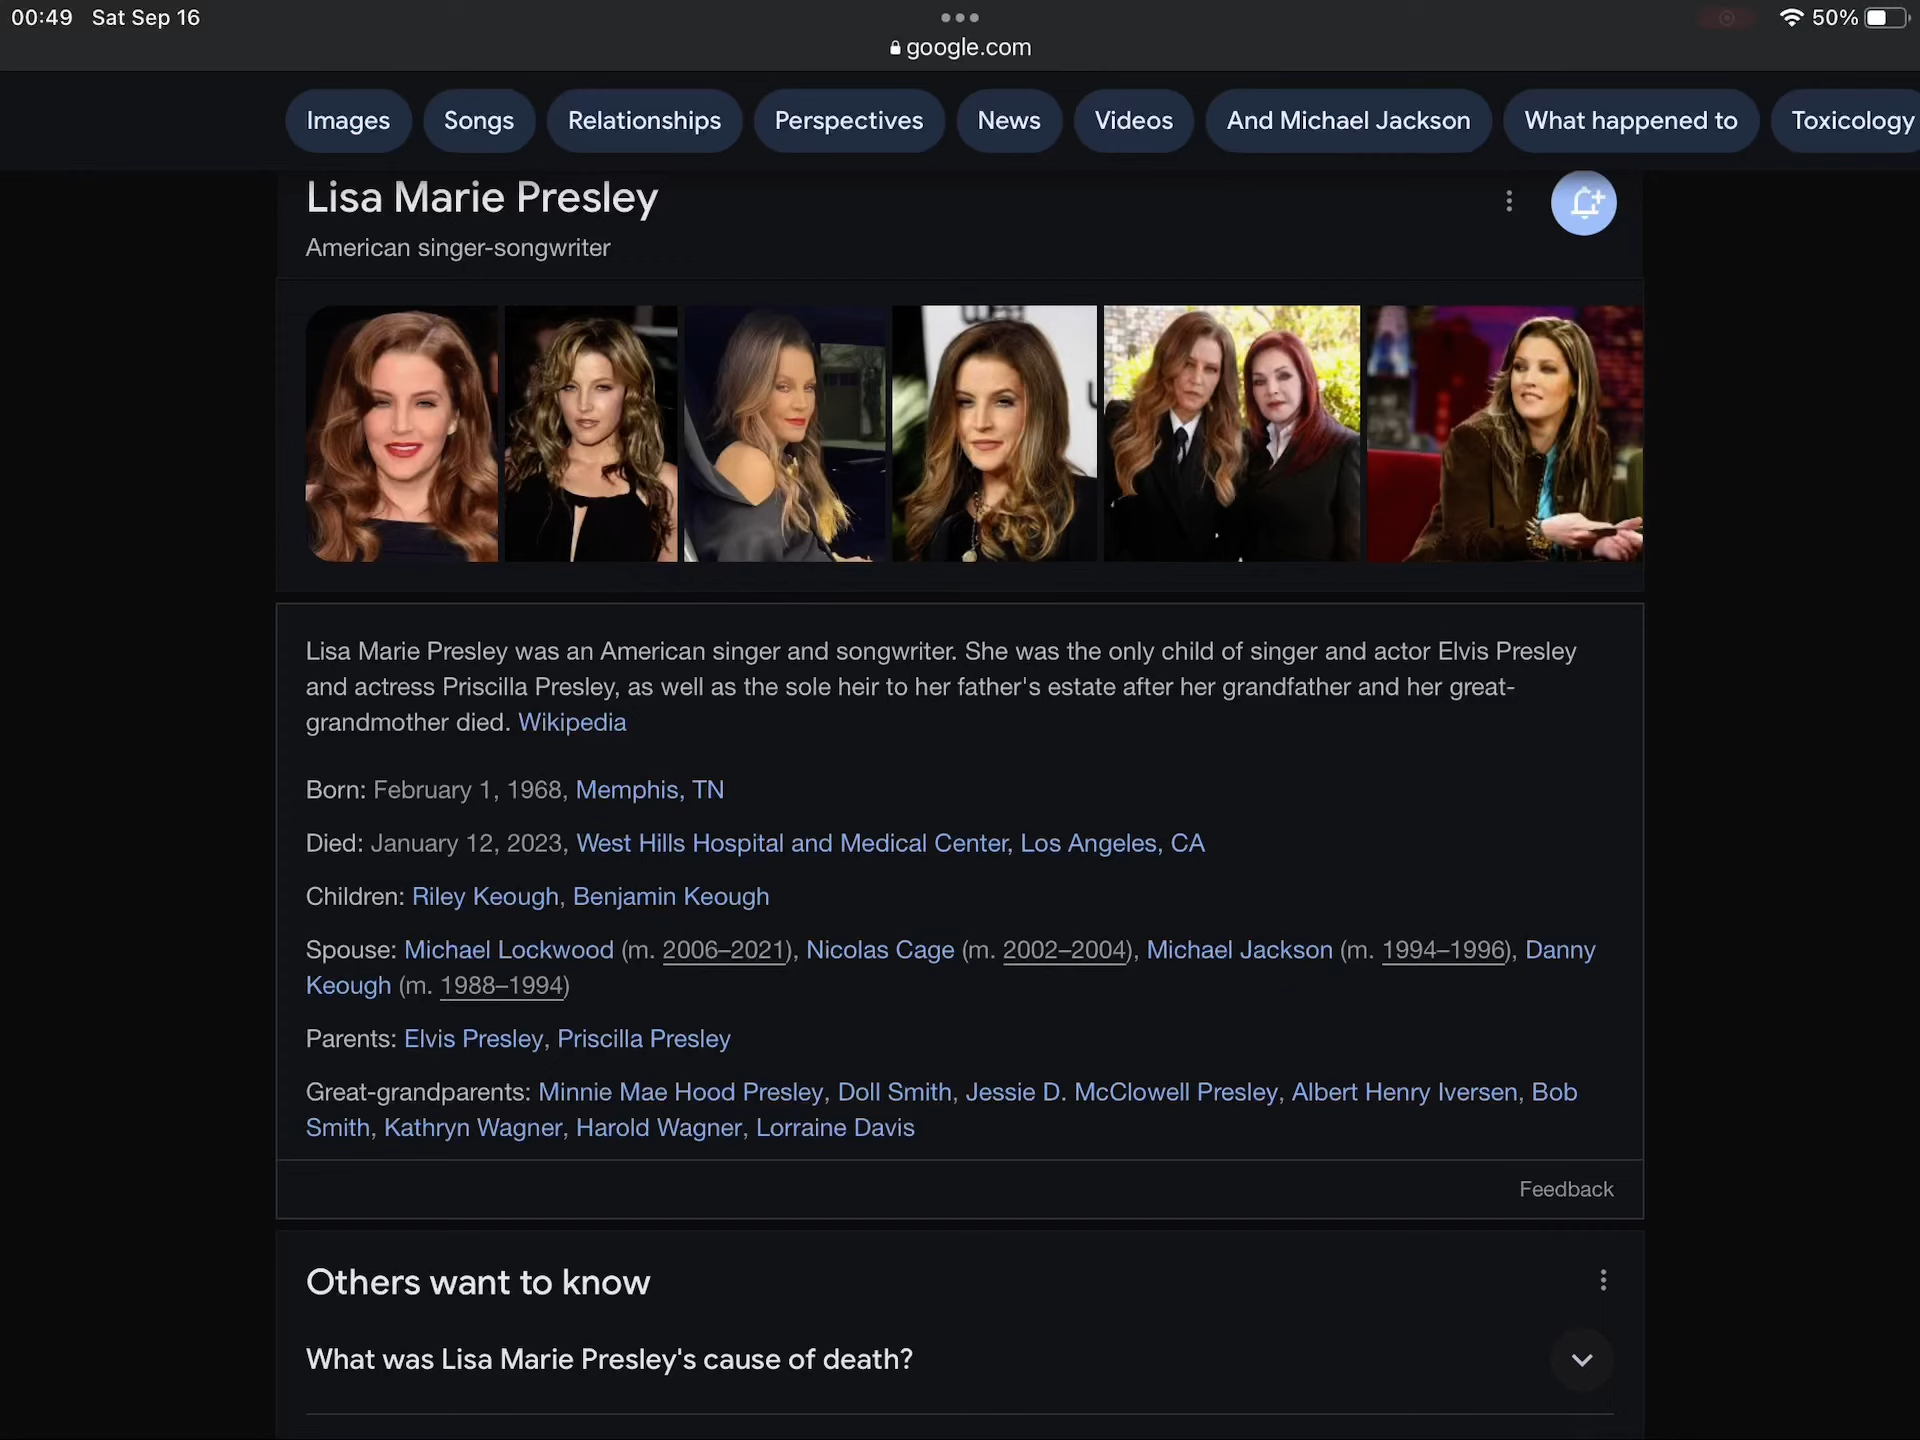 00:49 Sat Sep 16
50%
google.com
Images
Songs
Relationships
Perspectives
News
Videos
And Michael Jackson
What happened to
Toxicology
Lisa Marie Presley
American singer-songwriter
Lisa Marie Presley was an American singer and songwriter. She was the only child of singer and actor Elvis Presley
and actress Priscilla Presley, as well as the sole heir to her father's estate after her grandfather and her great-
grandmother died. Wikipedia
Born: February 1, 1968, Memphis, TN
Died: January 12, 2023, West Hills Hospital and Medical Center, Los Angeles, CA
Children: Riley Keough, Benjamin Keough
Spouse: Michael Lockwood (m. 2006–2021), Nicolas Cage (m. 2002–2004), Michael Jackson (m. 1994–1996), Danny
Keough (m. 1988–1994)
Parents: Elvis Presley, Priscilla Presley
Great-grandparents: Minnie Mae Hood Presley, Doll Smith, Jessie D. McClowell Presley, Albert Henry Iversen, Bob
Smith, Kathryn Wagner, Harold Wagner, Lorraine Davis
Feedback
Others want to know
What was Lisa Marie Presley's cause of death?